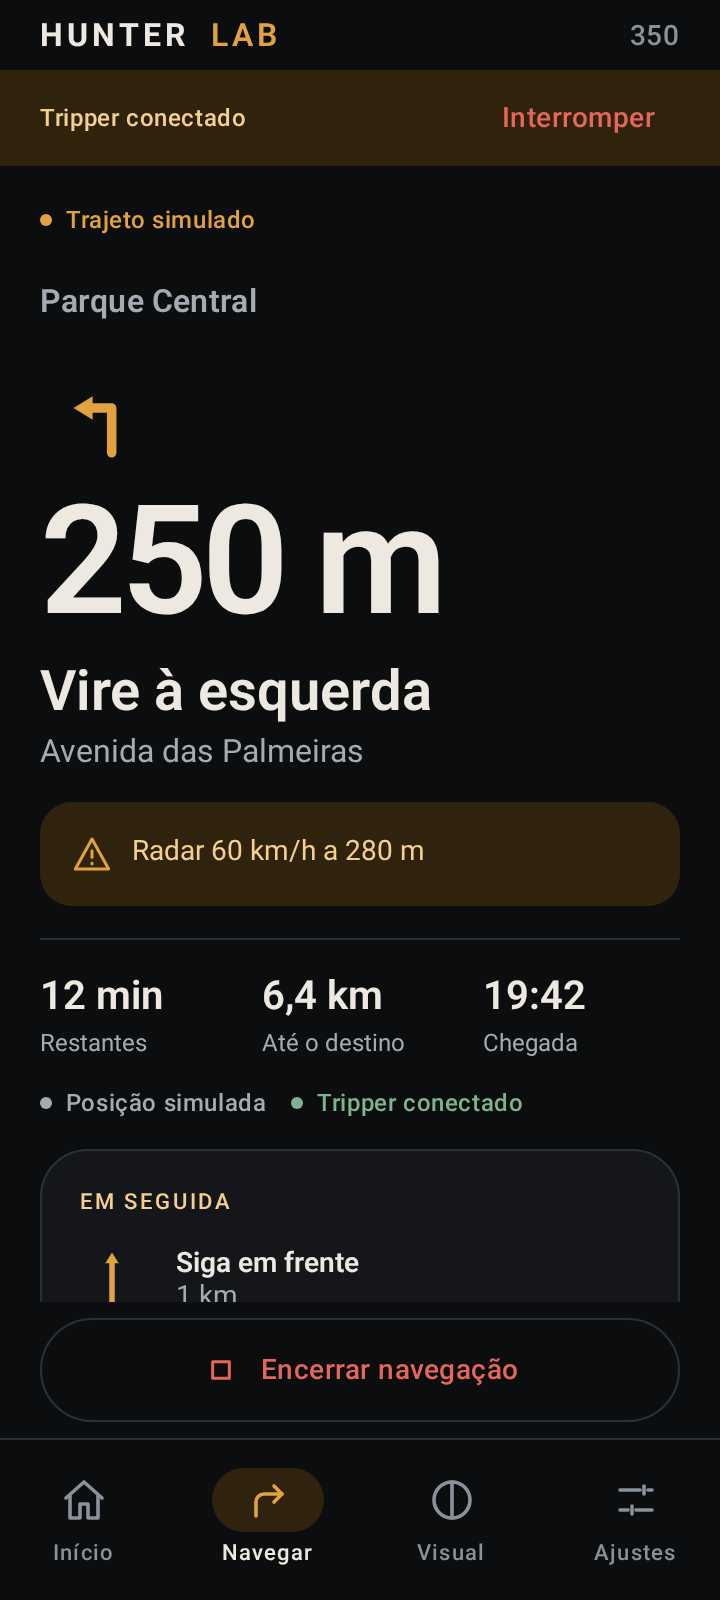 HUNTER LAB
350
Tripper conectado
Interromper
Trajeto simulado
Parque Central
250 m
Vire à esquerda
Avenida das Palmeiras
Radar 60 km/h a 280 m
12 min
6,4 km
19:42
Restantes
Até o destino
Chegada
Posição simulada
Tripper conectado
EM SEGUIDA
Siga em frente
1 km
Encerrar navegação
Início
Navegar
Visual
Ajustes